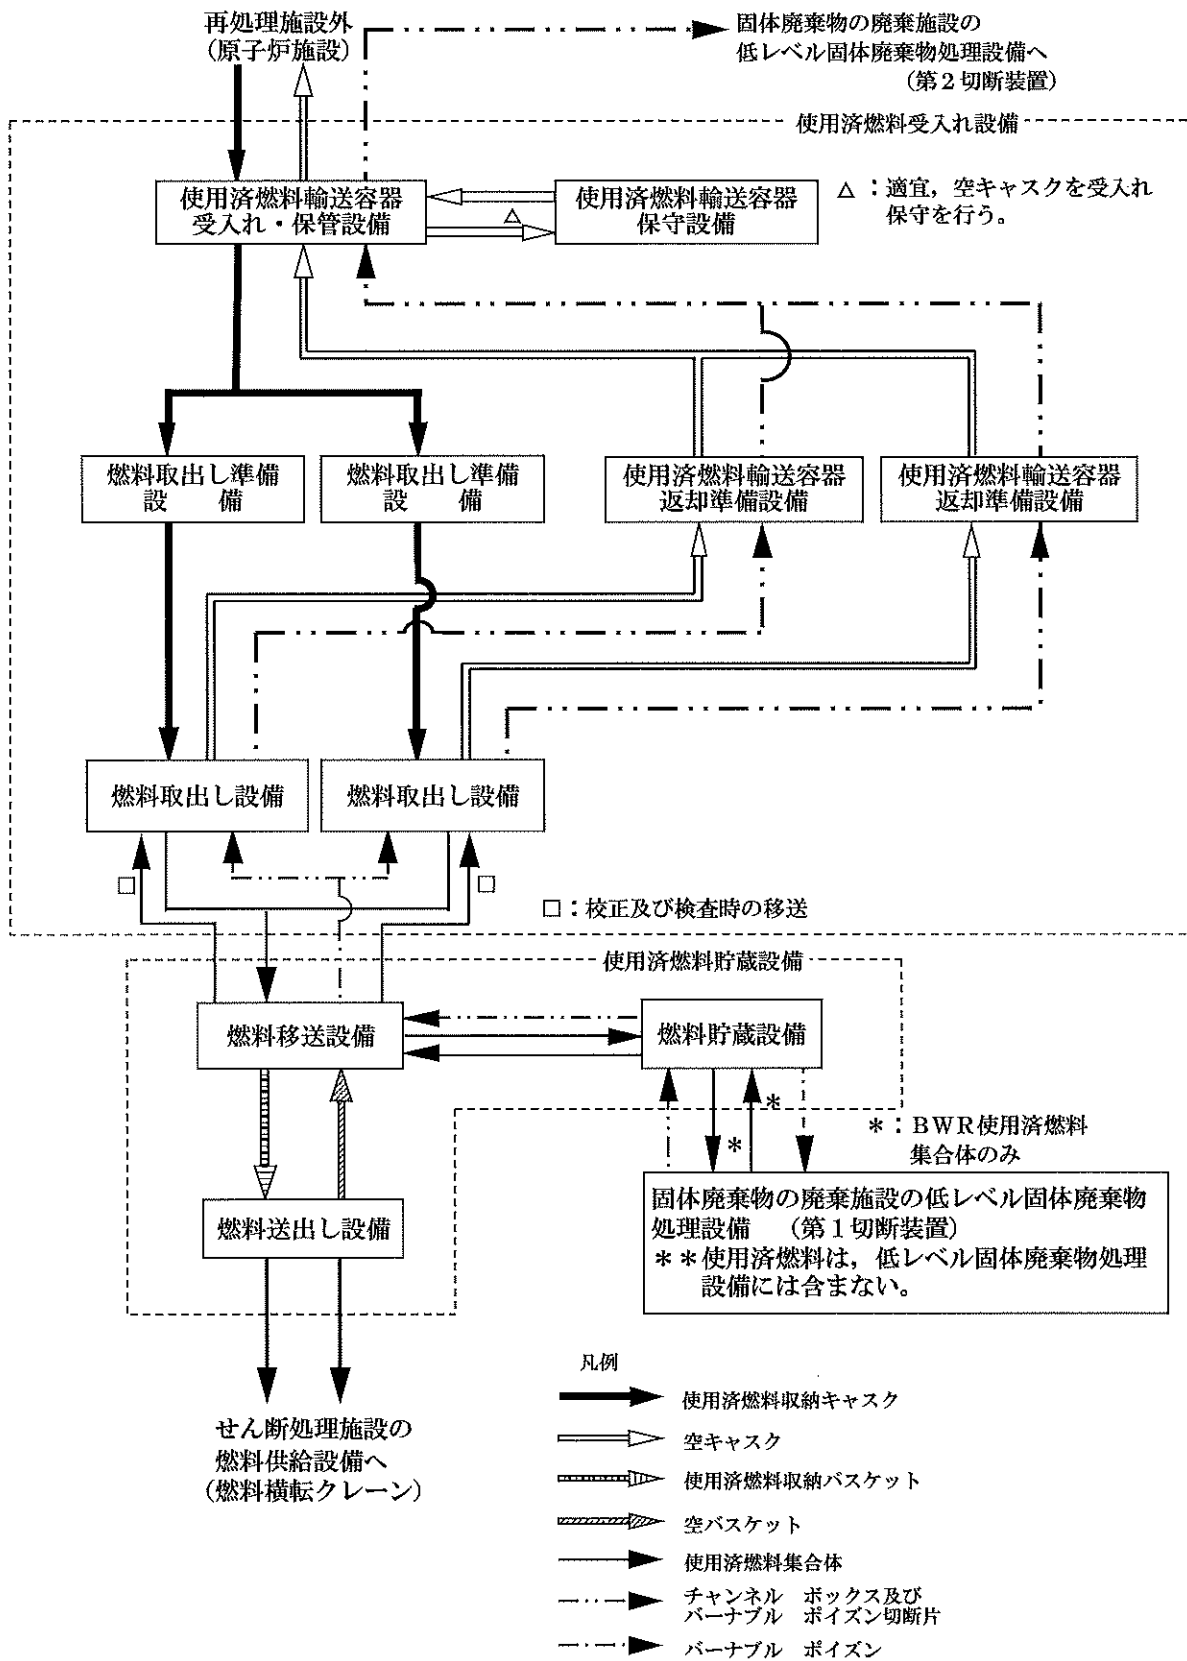 再処理施設外
（原子炉施設）
固体廃棄物の廃棄施設の
低レベル固体廃棄物処理設備へ
（第２切断装置）
使用済燃料受入れ設備
使用済燃料輸送容器
受入れ・保管設備
使用済燃料輸送容器
保守設備
△：適宜，空キャスクを受入れ
保守を行う。
△
燃料取出し準備
設　　備
燃料取出し準備
設　　備
使用済燃料輸送容器
返却準備設備
使用済燃料輸送容器
返却準備設備
燃料取出し設備
燃料取出し設備
□
□
□：校正及び検査時の移送
使用済燃料貯蔵設備
燃料移送設備
燃料貯蔵設備
＊
＊
＊：ＢＷＲ使用済燃料
集合体のみ
燃料送出し設備
固体廃棄物の廃棄施設の低レベル固体廃棄物
処理設備　（第１切断装置）
＊＊使用済燃料は，低レベル固体廃棄物処理
設備には含まない。
せん断処理施設の
燃料供給設備へ
（燃料横転クレーン）
凡例
使用済燃料収納キャスク
空キャスク
使用済燃料収納バスケット
空バスケット
使用済燃料集合体
チャンネル　ボックス及び
バーナブル　ポイズン切断片
バーナブル　ポイズン